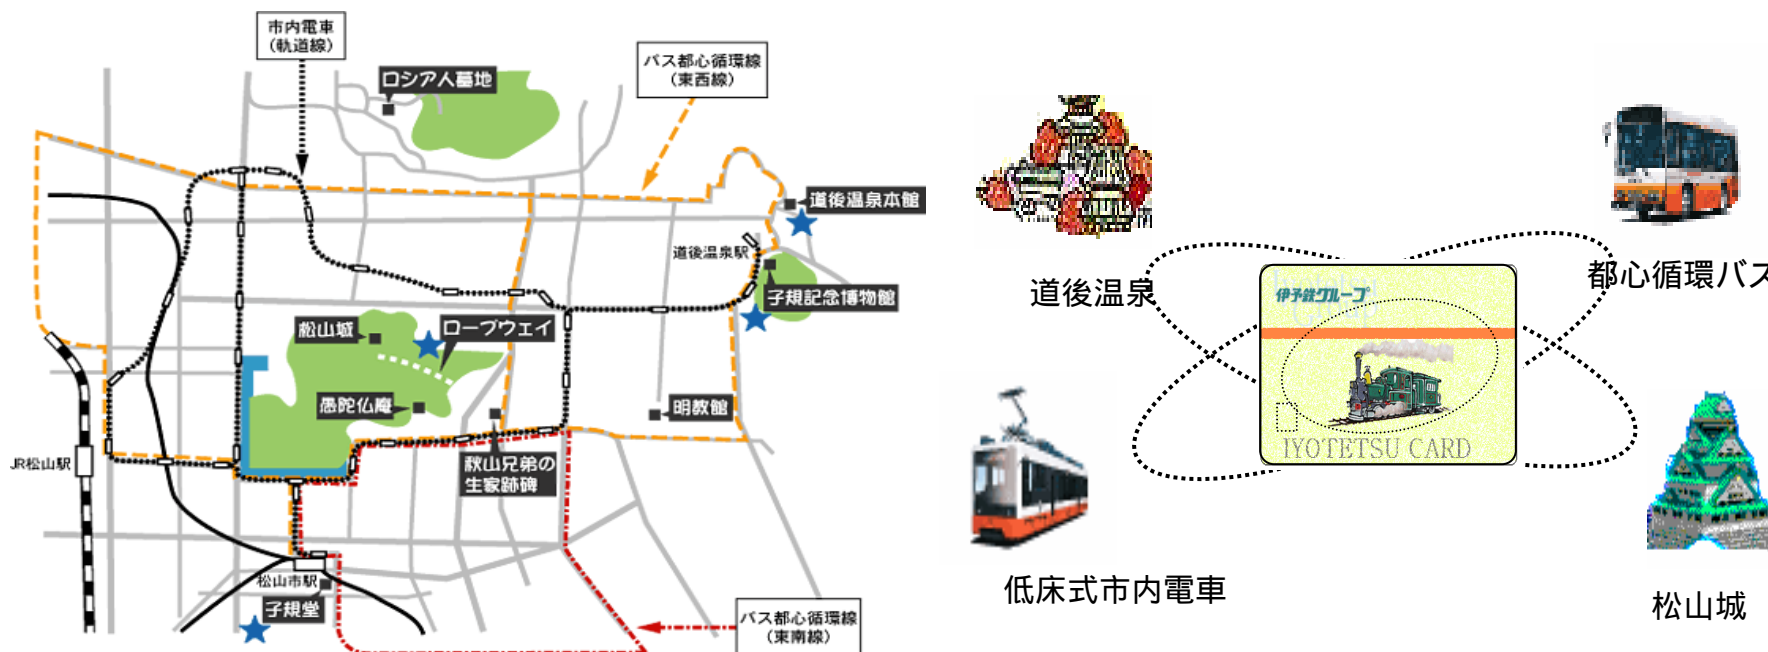 市内電車
(軌道線)
バス都心循環線
(東西線)
ロシア人墓地
道後温泉本館
道後温泉駅
子規記念博物館
松山城
ロープウェイ
愚陀仏庵
明教館
秋山兄弟の
生家跡碑
JR松山駅
松山市駅
子規堂
バス都心循環線
(東南線)
道後温泉
都心循環バス
伊予鉄グループ
IYOTETSU CARD
低床式市内電車
松山城